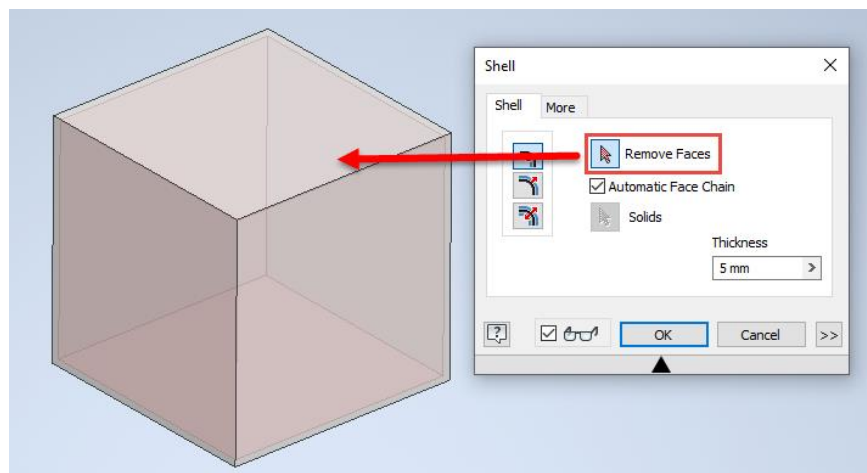 Shell
Shell More
Remove Faces
Automatic Face Chain
Solids
Thickness
5 mm >
?
OK Cancel >>